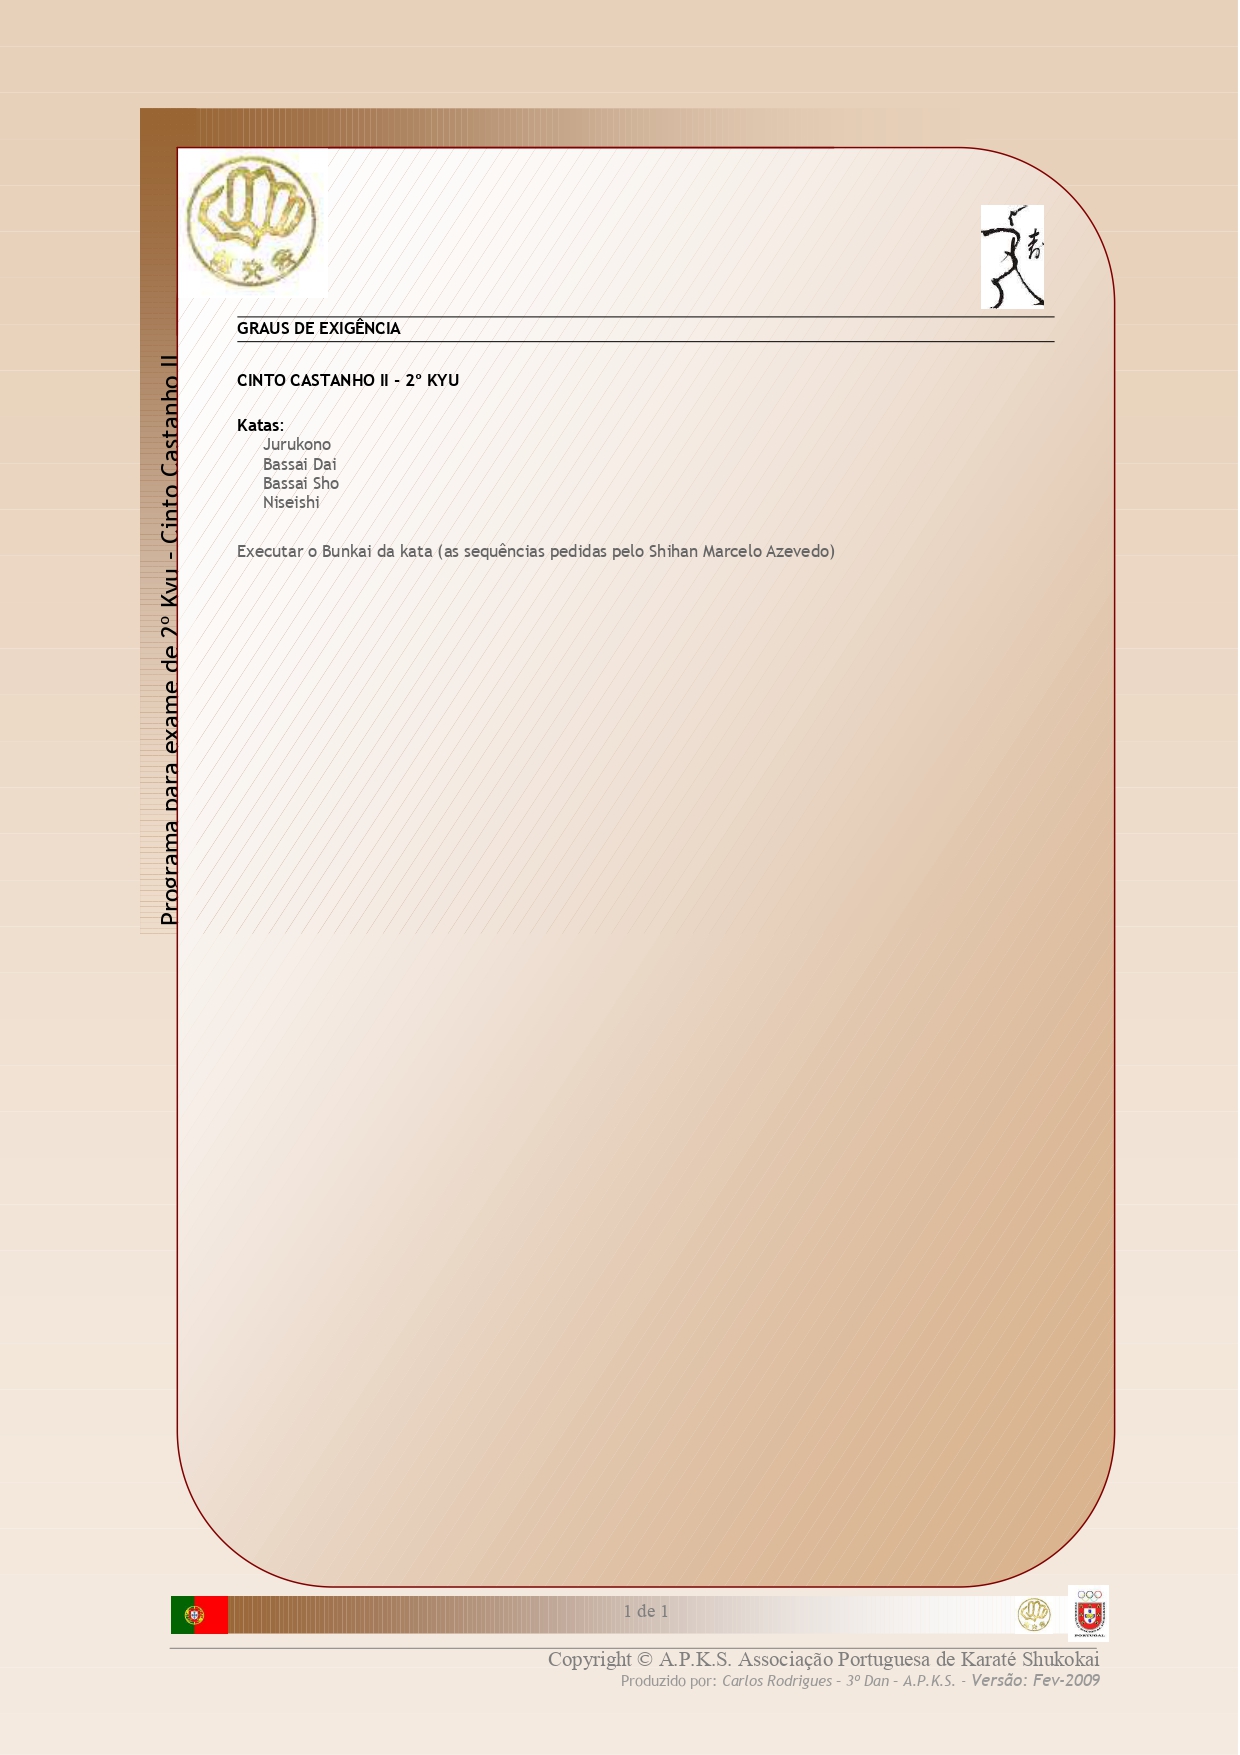 GRAUS DE EXIGÊNCIA
CINTO CASTANHO II – 2º KYU
Katas:
Jurukono
Bassai Dai
Bassai Sho
Niseishi
Executar o Bunkai da kata (as sequências pedidas pelo Shihan Marcelo Azevedo)
Programa para exame de 2º Kyu – Cinto Castanho II
1 de 1
Copyright © A.P.K.S. Associação Portuguesa de Karaté Shukokai
Produzido por: Carlos Rodrigues – 3º Dan – A.P.K.S. - Versão: Fev-2009